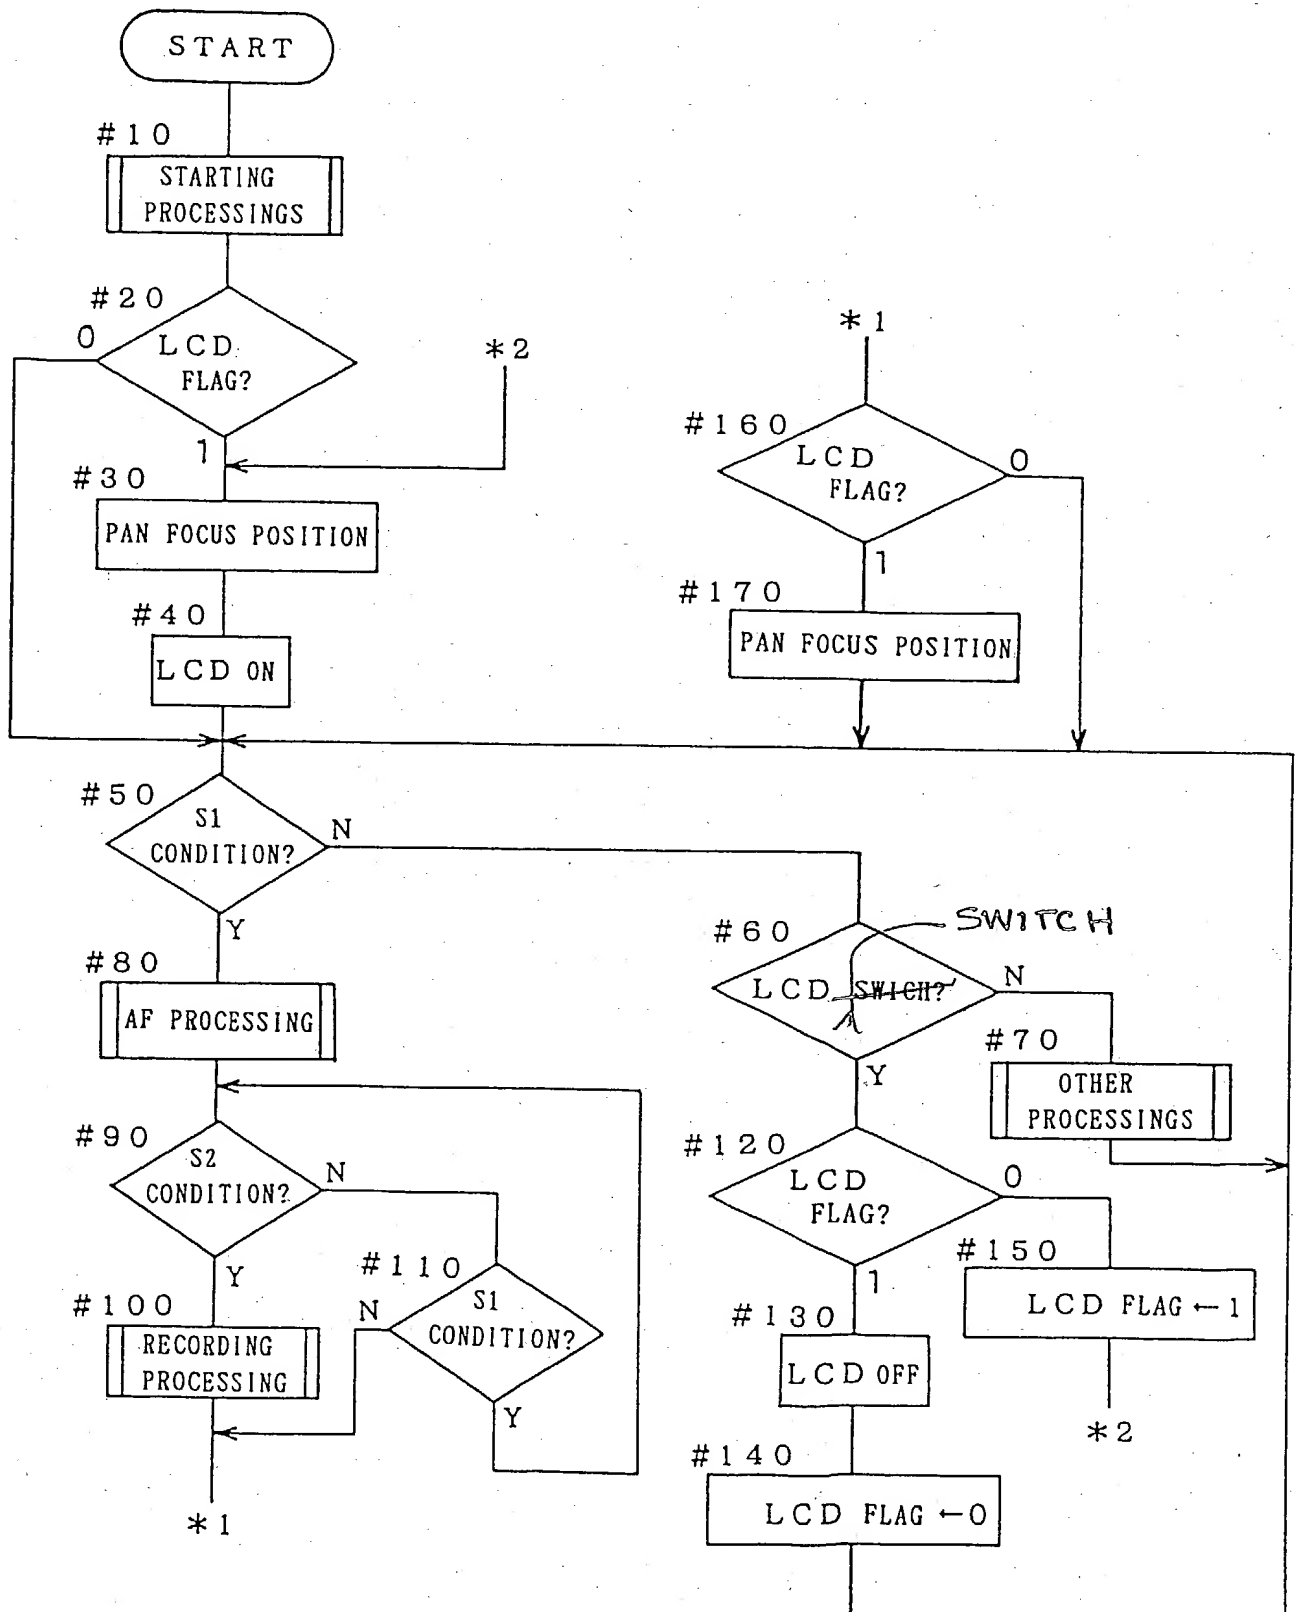 START
#10
STARTING
PROCESSINGS
#20
0
LCD
FLAG?
1
*2
#30
PAN FOCUS POSITION
#40
LCD ON
*1
#160
LCD
FLAG?
0
1
#170
PAN FOCUS POSITION
#50
S1
CONDITION?
N
Y
#60
SWITCH
LCD SWICH?
N
Y
#70
OTHER
PROCESSINGS
#80
AF PROCESSING
#90
S2
CONDITION?
N
Y
#100
RECORDING
PROCESSING
#110
N
S1
CONDITION?
Y
*1
#120
LCD
FLAG?
0
1
#130
LCD OFF
#140
LCD FLAG ←0
#150
LCD FLAG ←1
*2